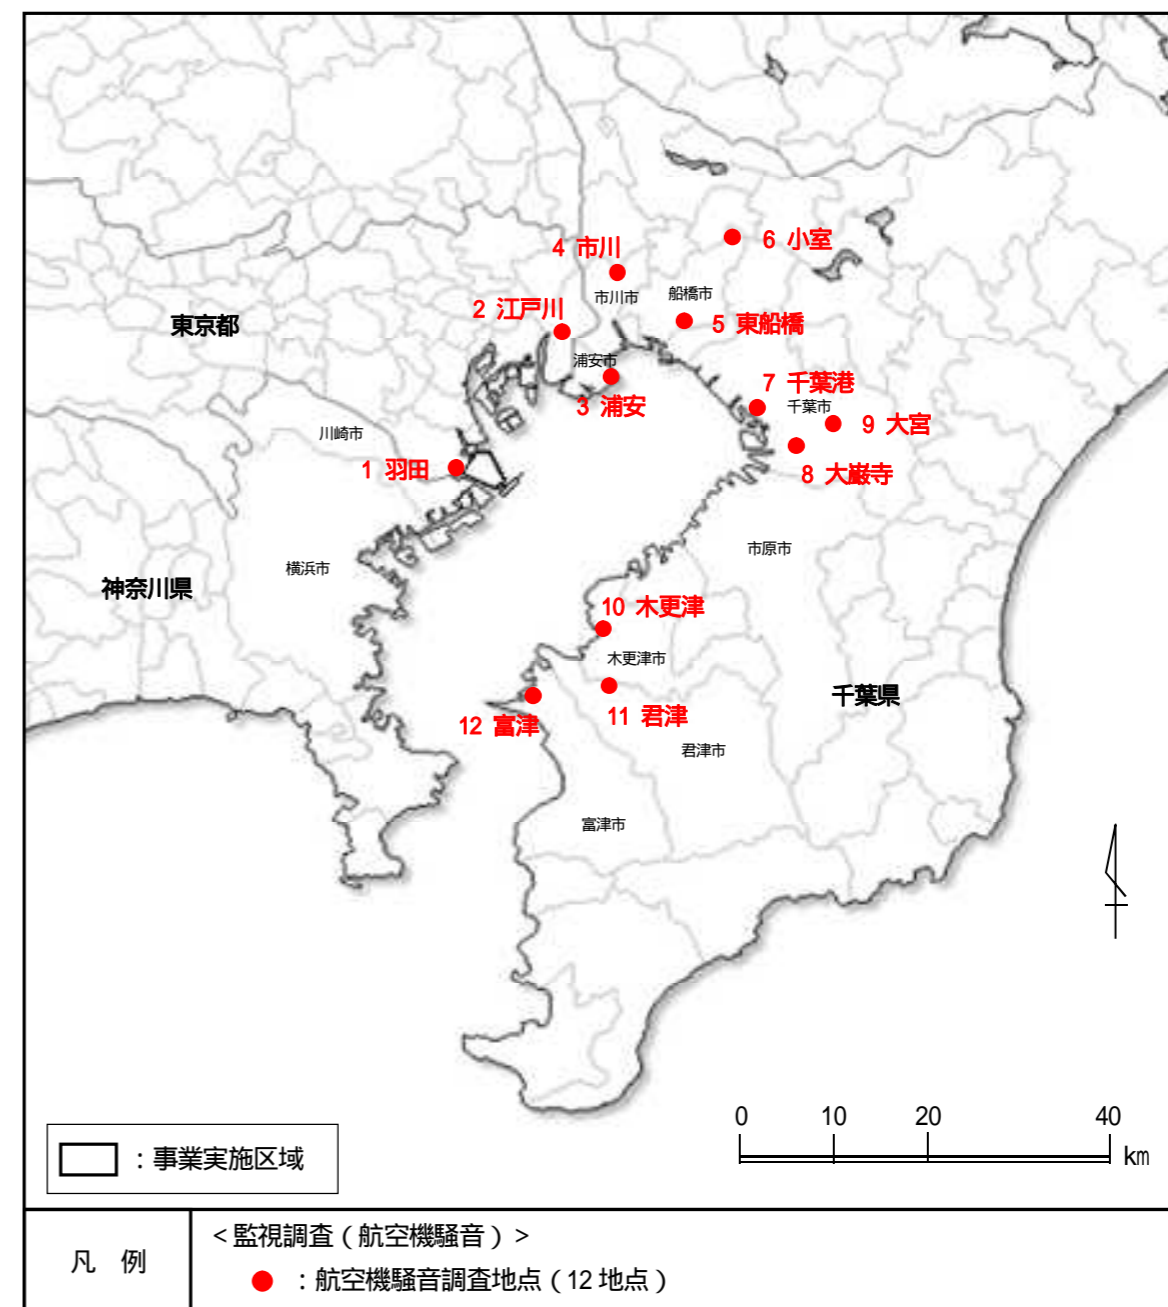 6 小室
4 市川
市川市
船橋市
2 江戸川
5 東船橋
東京都
浦安市
3 浦安
7 千葉港
千葉市
9 大宮
川崎市
1 羽田
8 大巌寺
市原市
横浜市
神奈川県
10 木更津
木更津市
千葉県
11 君津
12 富津
君津市
富津市
0 10 20 40
km
：事業実施区域
凡 例
＜監視調査（航空機騒音）＞
：航空機騒音調査地点（12 地点）